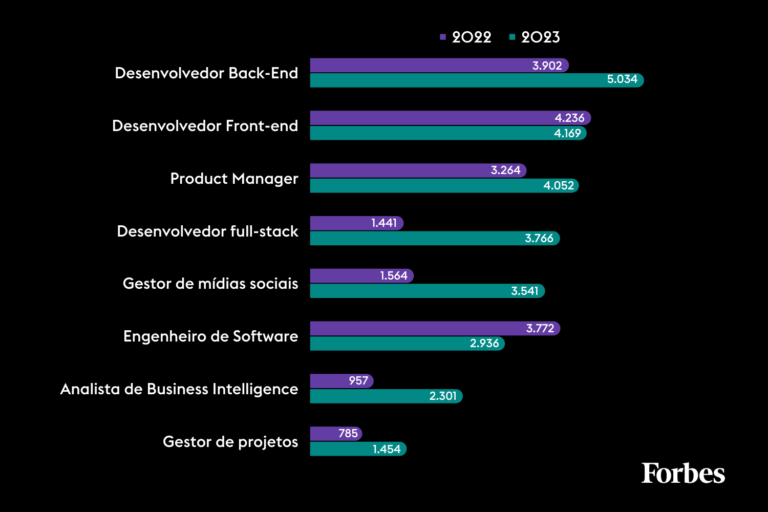 2022 2023
Desenvolvedor Back-End
3.902
5.034
Desenvolvedor Front-end
4.236
4.169
Product Manager
3.264
4.052
Desenvolvedor full-stack
1.441
3.766
Gestor de mídias sociais
1.564
3.541
Engenheiro de Software
3.772
2.936
Analista de Business Intelligence
957
2.301
Gestor de projetos
785
1.454
Forbes